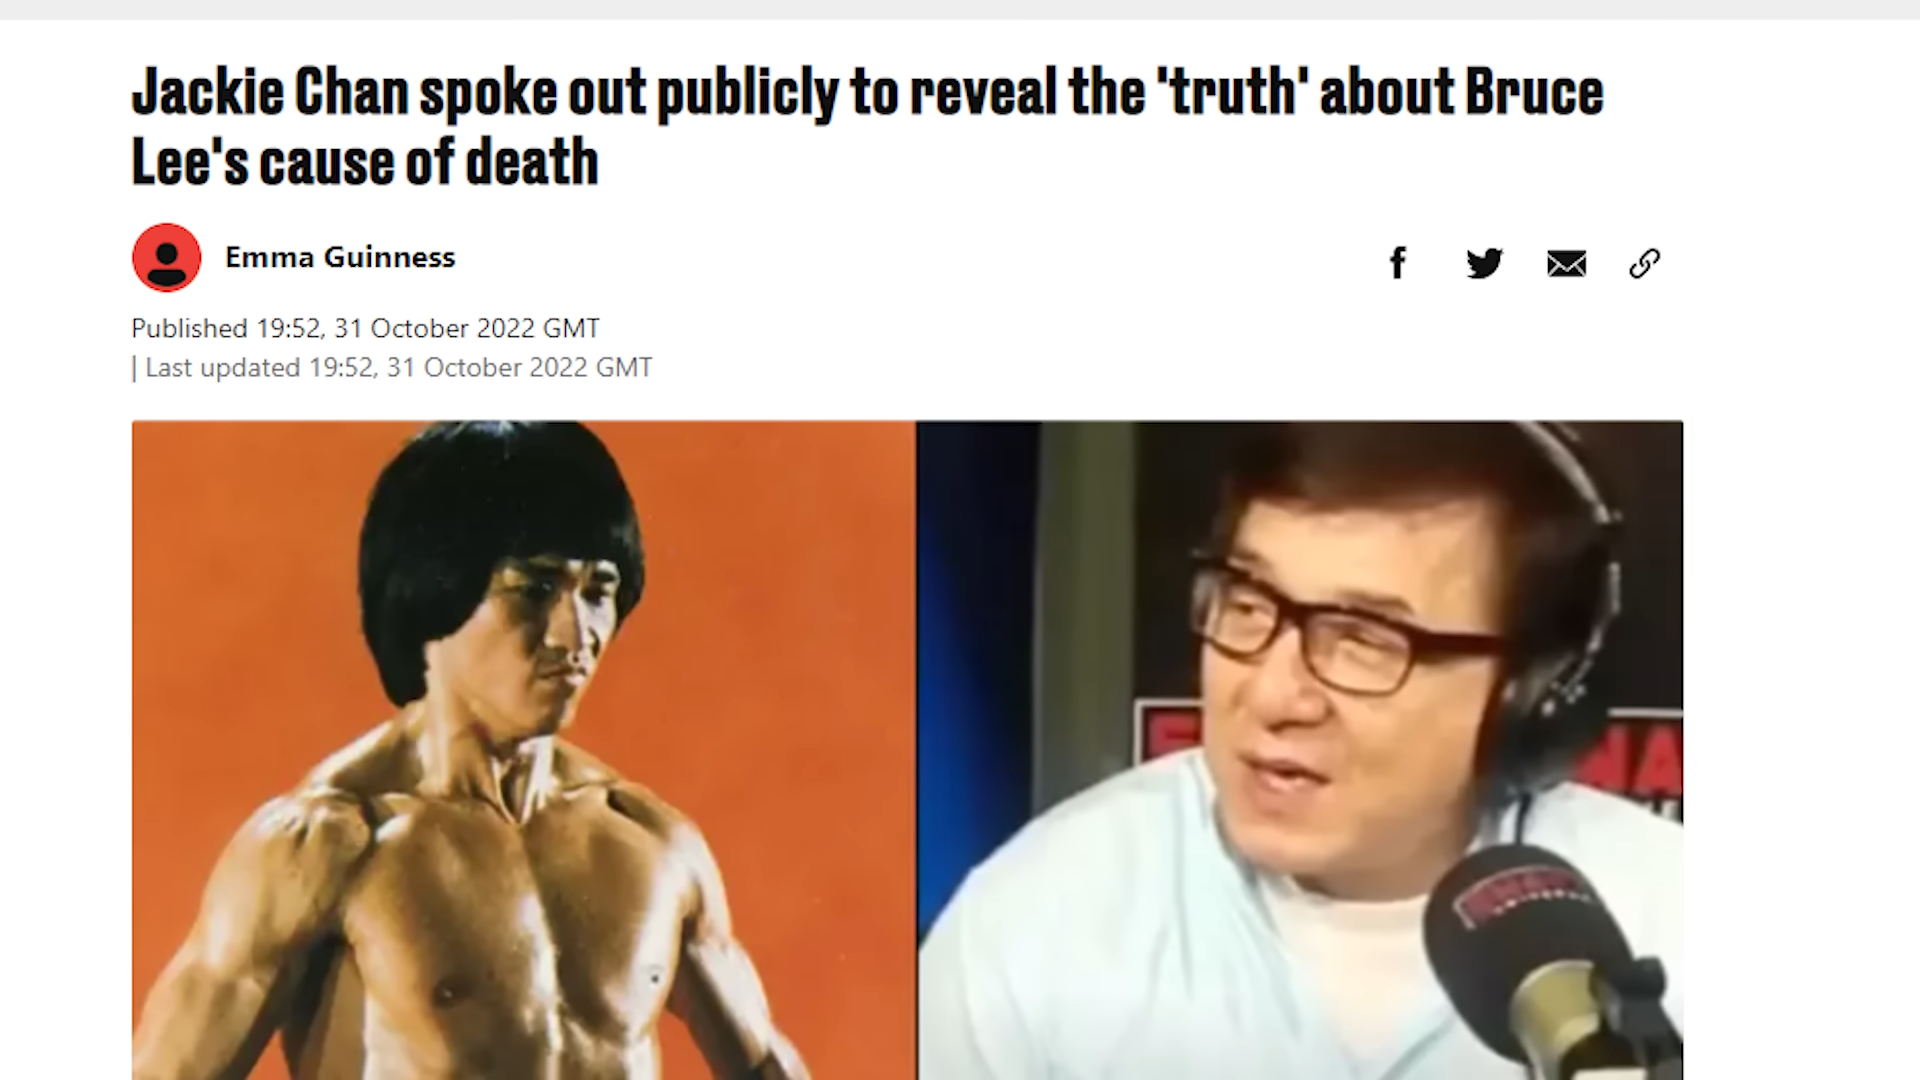 Jackie Chan spoke out publicly to reveal the 'truth' about Bruce
Lee's cause of death
Emma Guinness
Published 19:52, 31 October 2022 GMT
| Last updated 19:52, 31 October 2022 GMT